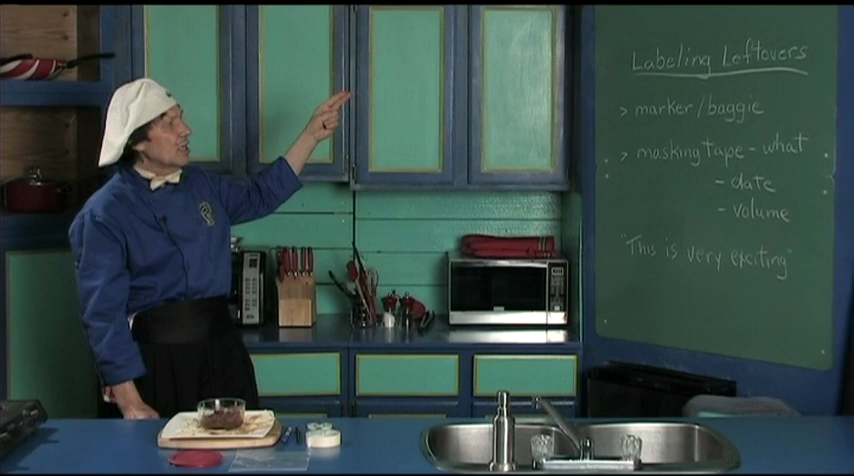 Labeling Leftovers
> marker/baggie
> masking tape - what
- date
- volume
"This is very exciting"